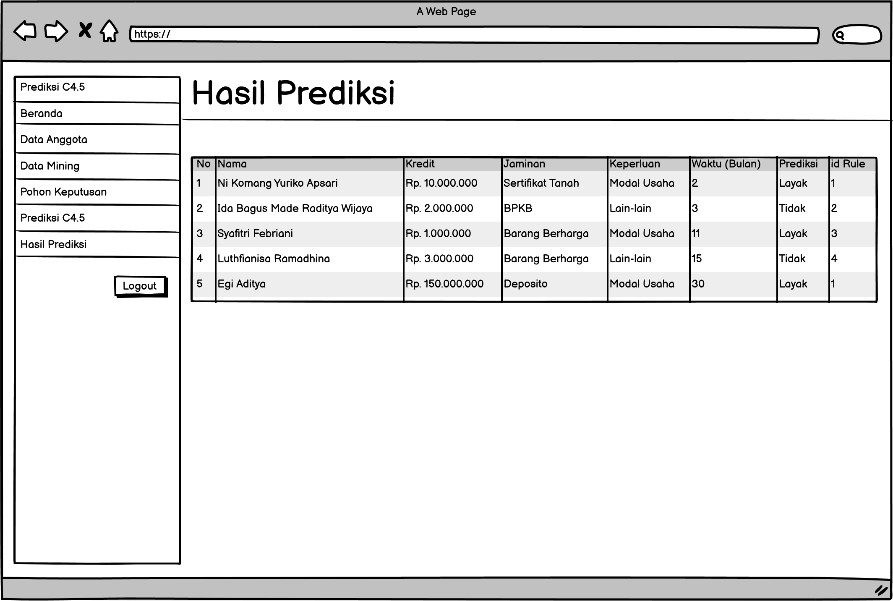 A Web Page
https://
Prediksi C4.5
Beranda
Data Anggota
Data Mining
Pohon Keputusan
Prediksi C4.5
Hasil Prediksi
Logout
Hasil Prediksi
No Nama Kredit Jaminan Keperluan Waktu (Bulan) Prediksi id Rule
1 Ni Komang Yuriko Apsari Rp. 10.000.000 Sertifikat Tanah Modal Usaha 2 Layak 1
2 Ida Bagus Made Raditya Wijaya Rp. 2.000.000 BPKB Lain-lain 3 Tidak 2
3 Syafitri Febriani Rp. 1.000.000 Barang Berharga Modal Usaha 11 Layak 3
4 Luthfianisa Ramadhina Rp. 3.000.000 Barang Berharga Lain-lain 15 Tidak 4
5 Egi Aditya Rp. 150.000.000 Deposito Modal Usaha 30 Layak 1